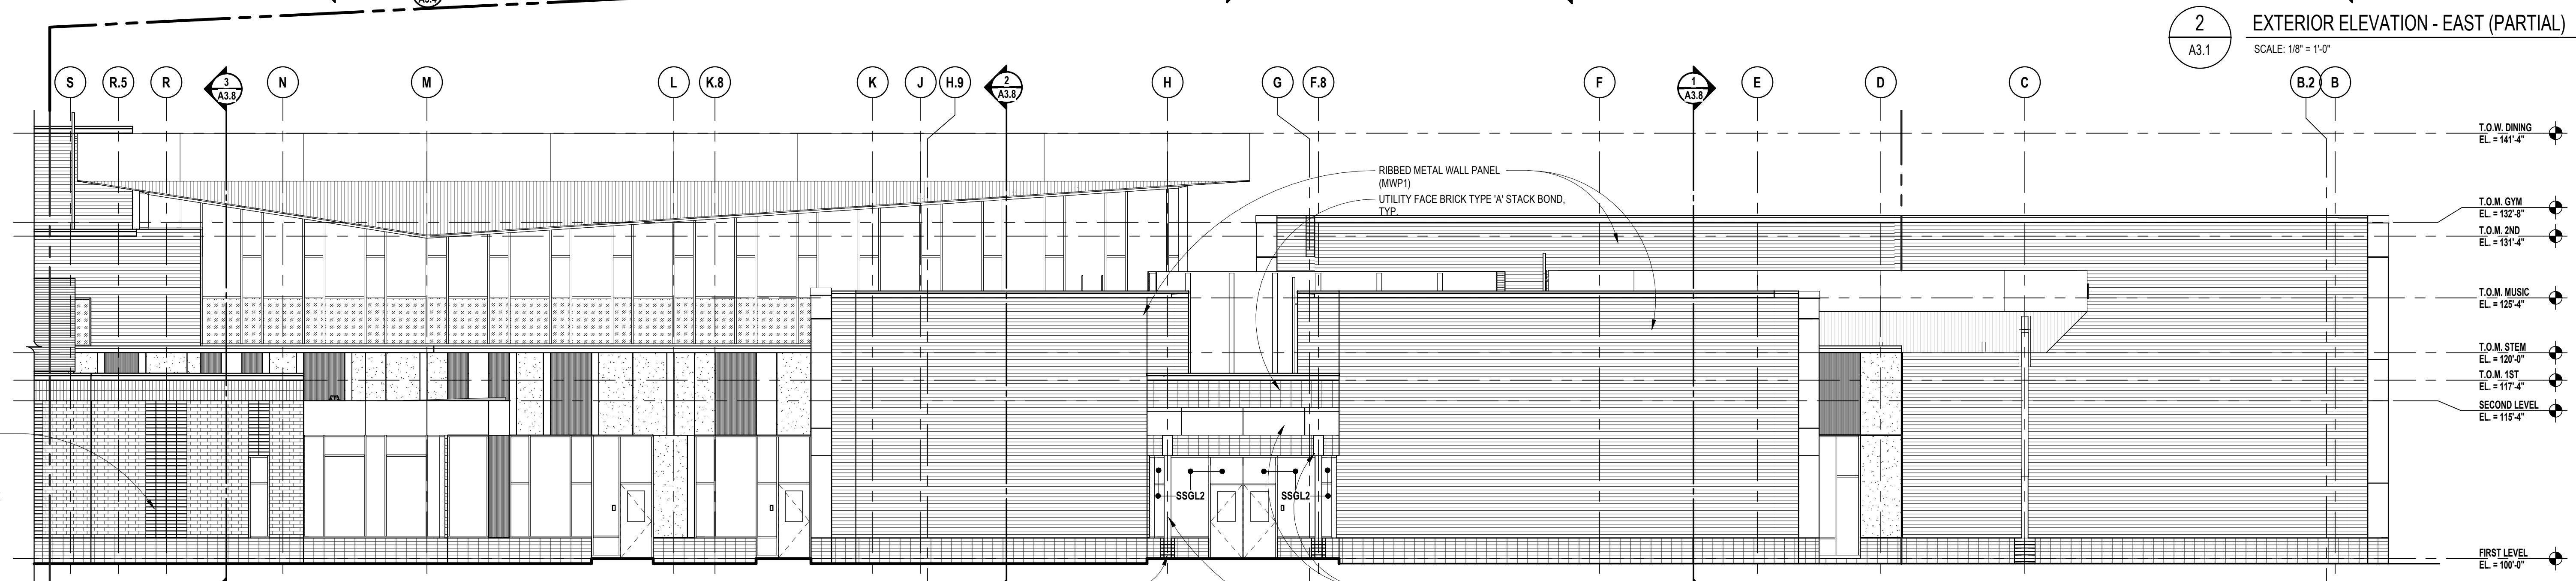 A3.4
2
A3.1
EXTERIOR ELEVATION - EAST (PARTIAL)
SCALE: 1/8" = 1'-0"
S
R.5
R
3
A3.8
N
M
L
K.8
K
J
H.9
2
A3.8
H
G
F.8
F
1
A3.8
E
D
C
B.2
B
T.O.W. DINING
EL. = 141'-4"
RIBBED METAL WALL PANEL
(MWP1)
UTILITY FACE BRICK TYPE 'A' STACK BOND,
TYP.
T.O.M. GYM
EL. = 132'-8"
T.O.M. 2ND
EL. = 131'-4"
T.O.M. MUSIC
EL. = 125'-4"
T.O.M. STEM
EL. = 120'-0"
T.O.M. 1ST
EL. = 117'-4"
SECOND LEVEL
EL. = 115'-4"
SSGL2
SSGL2
FIRST LEVEL
EL. = 100'-0"